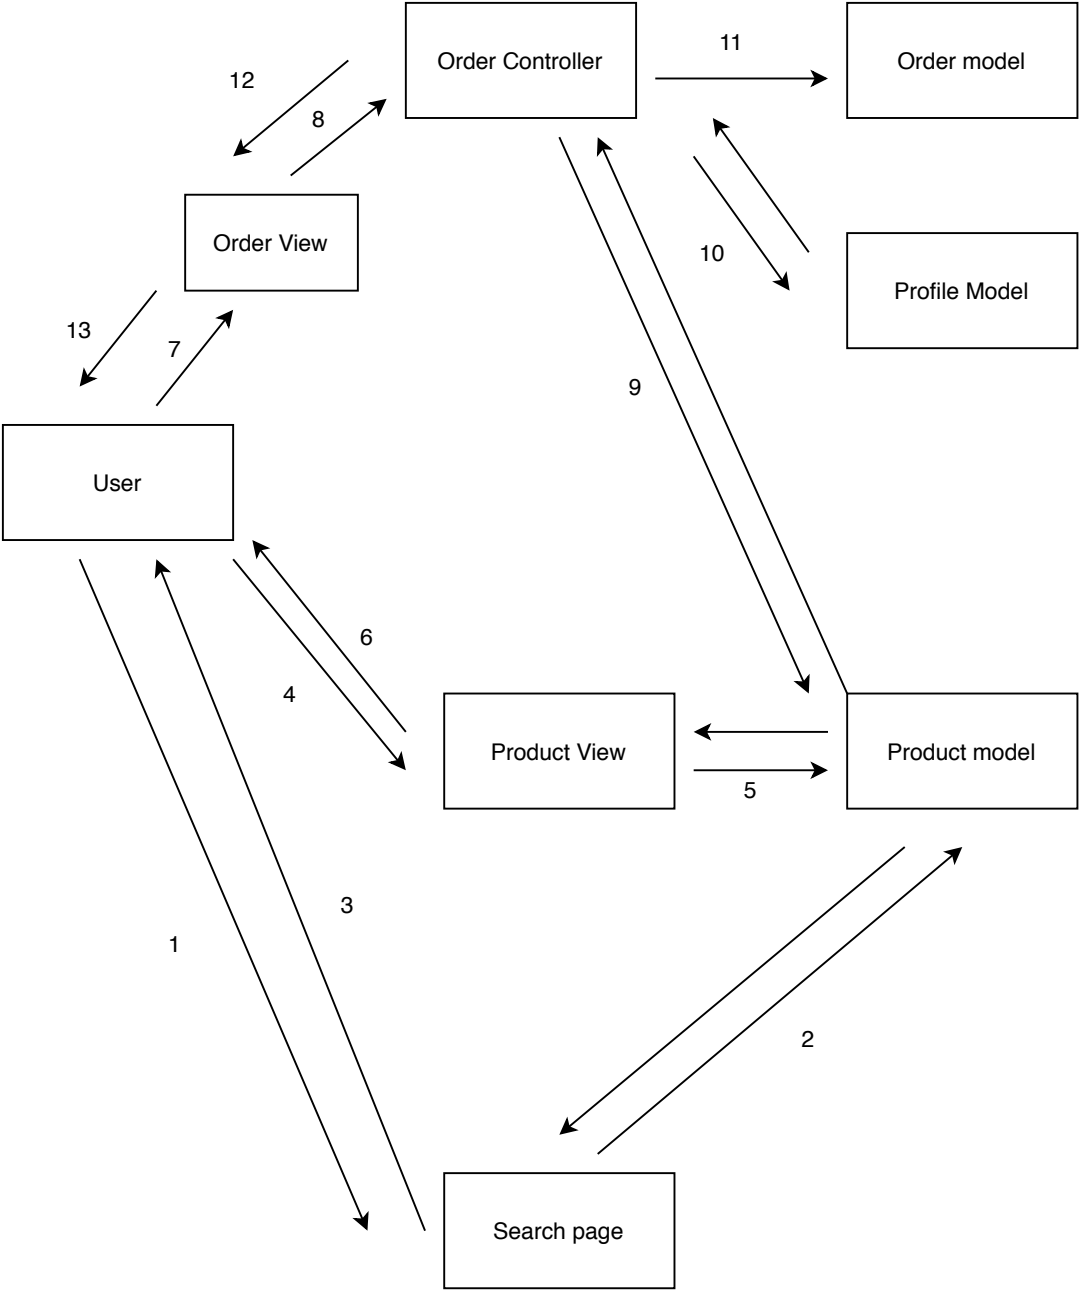 Order Controller
11
Order model
12
8
Order View
10
Profile Model
13
7
9
User
6
4
Product View
Product model
5
3
1
2
Search page